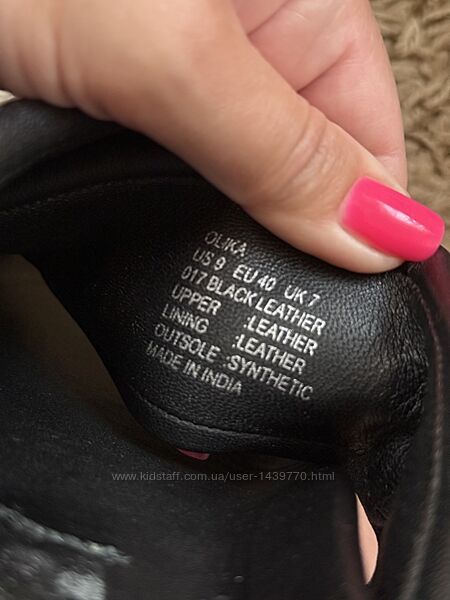 OLIKA
US 9 EU 40 UK 7
017 BLACK LEATHER
UPPER :LEATHER
LINING :LEATHER
OUTSOLE :SYNTHETIC
MADE IN INDIA
www.kidstaff.com.ua/user-1439770.html